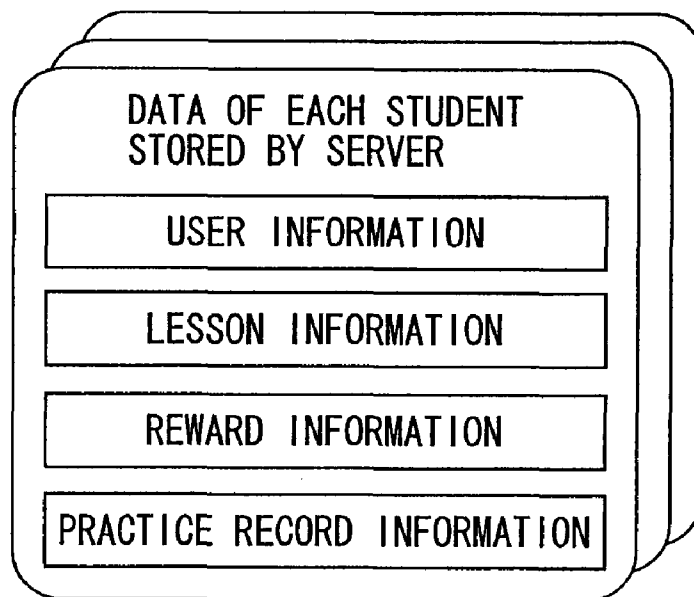 DATA OF EACH STUDENT
STORED BY SERVER
USER INFORMATION
LESSON INFORMATION
REWARD INFORMATION
PRACTICE RECORD INFORMATION